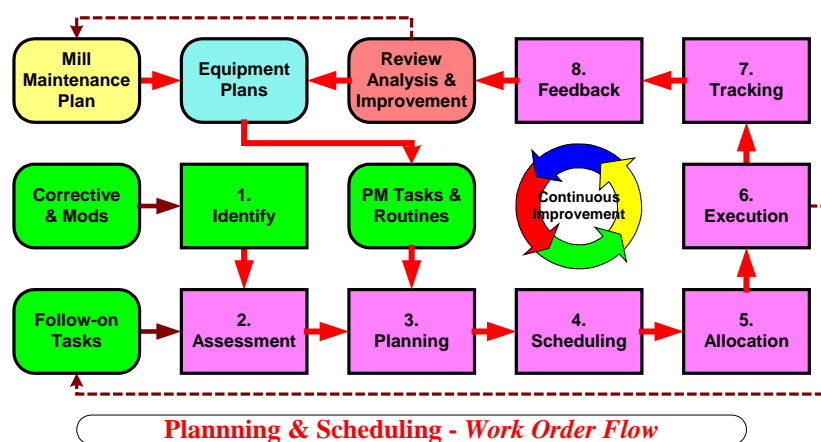 Mill
Maintenance
Plan
Equipment
Plans
Review
Analysis &
Improvement
8.
Feedback
7.
Tracking
Corrective
& Mods
1.
Identify
PM Tasks &
Routines
Continuous
Improvement
6.
Execution
Follow-on
Tasks
2.
Assessment
3.
Planning
4.
Scheduling
5.
Allocation
Plannning & Scheduling - Work Order Flow